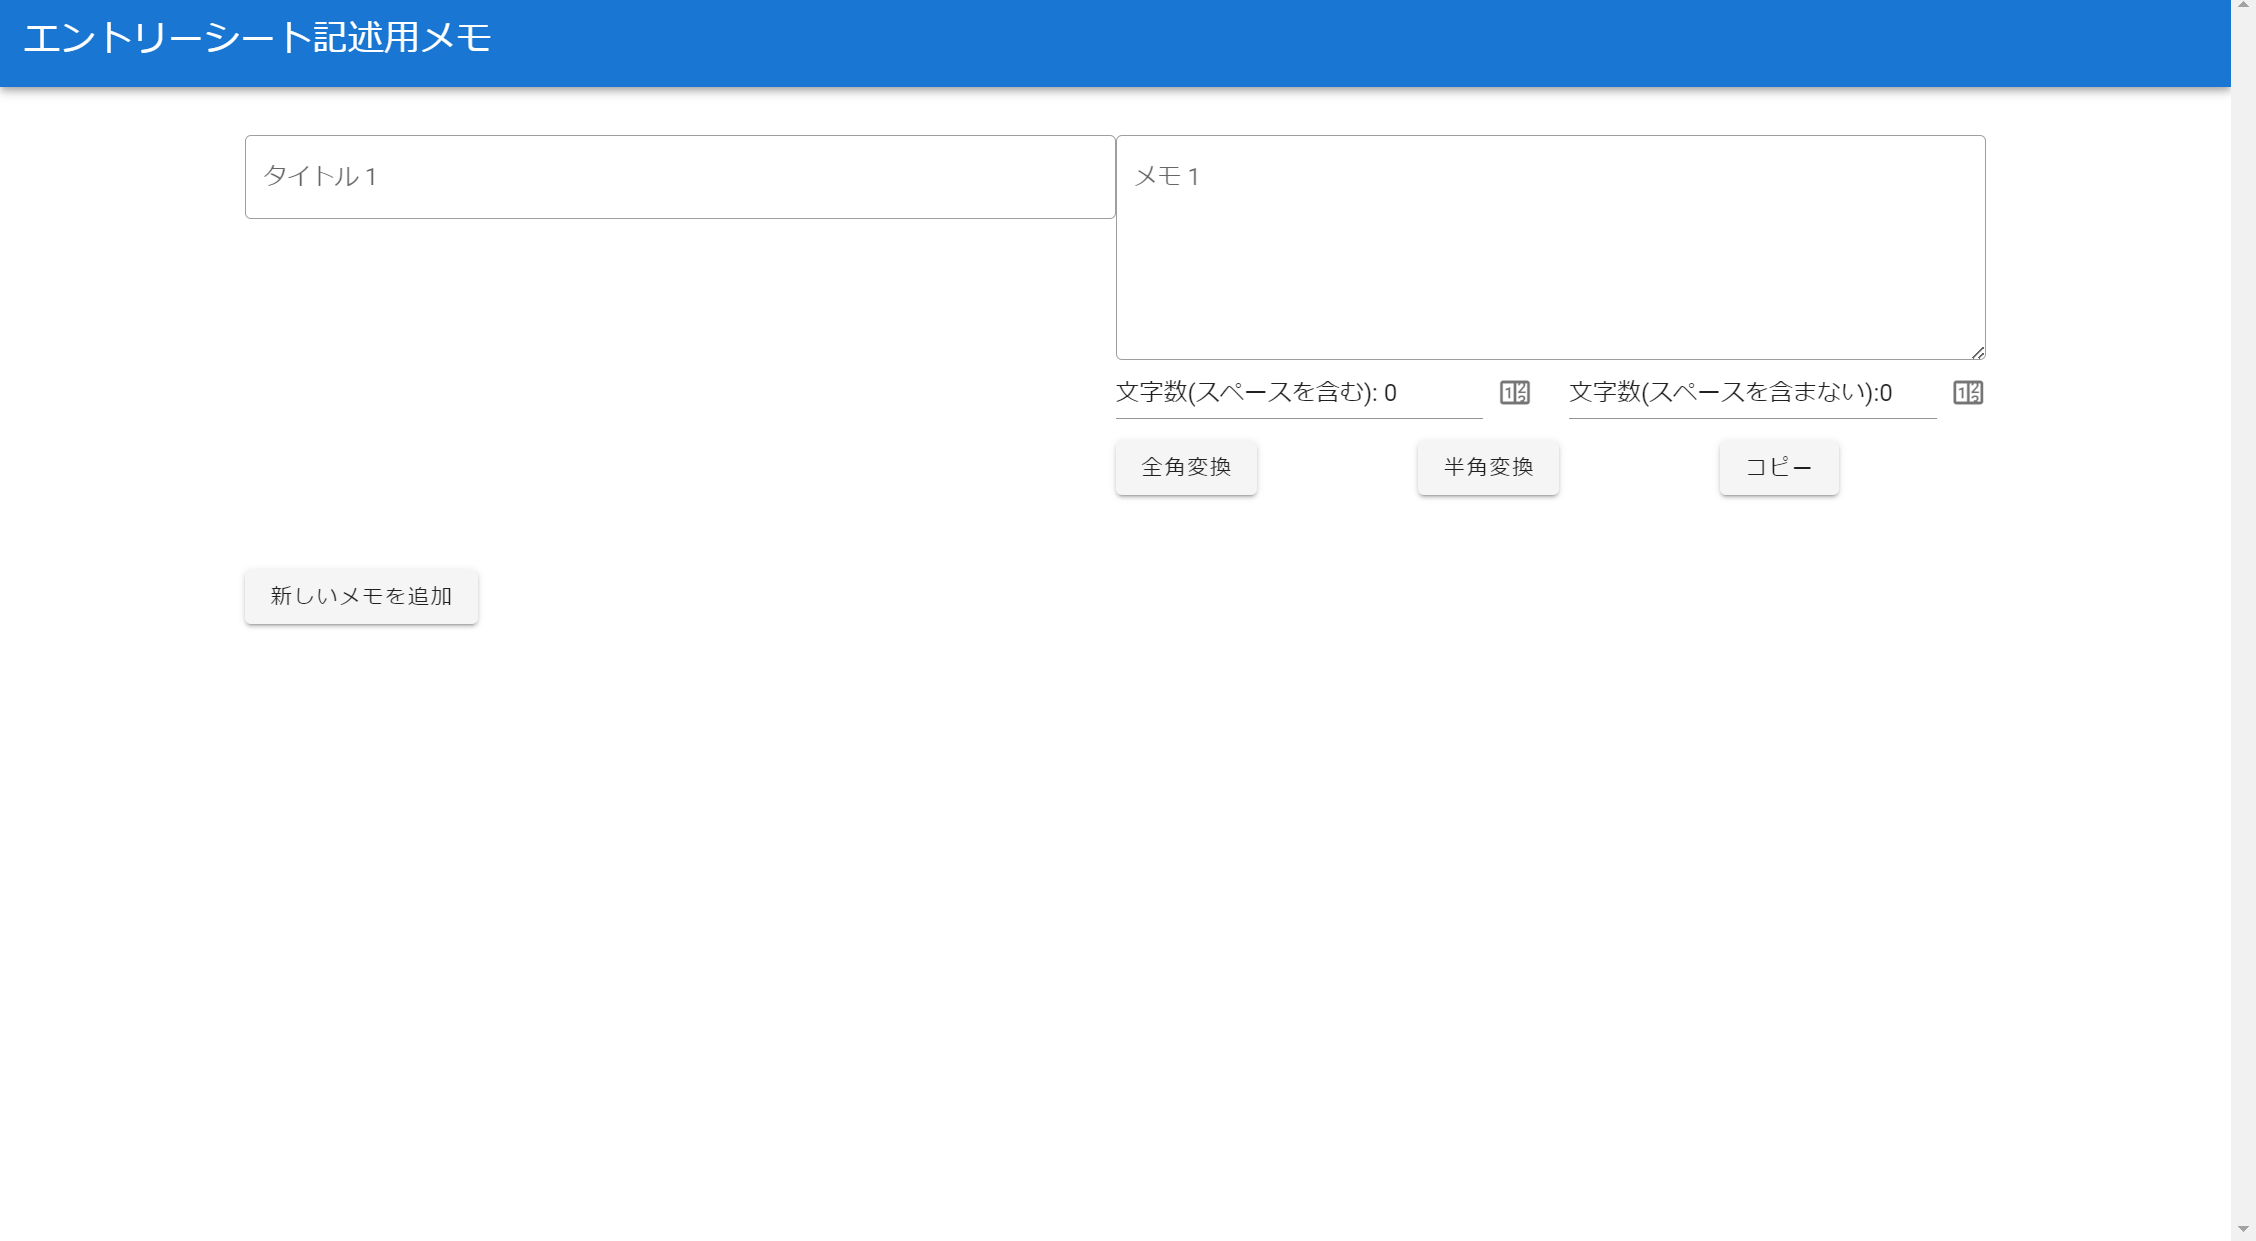 エントリーシート記述用メモ
タイトル 1
メモ 1
文字数(スペースを含む): 0
文字数(スペースを含まない):0
全角変換
半角変換
コピー
新しいメモを追加